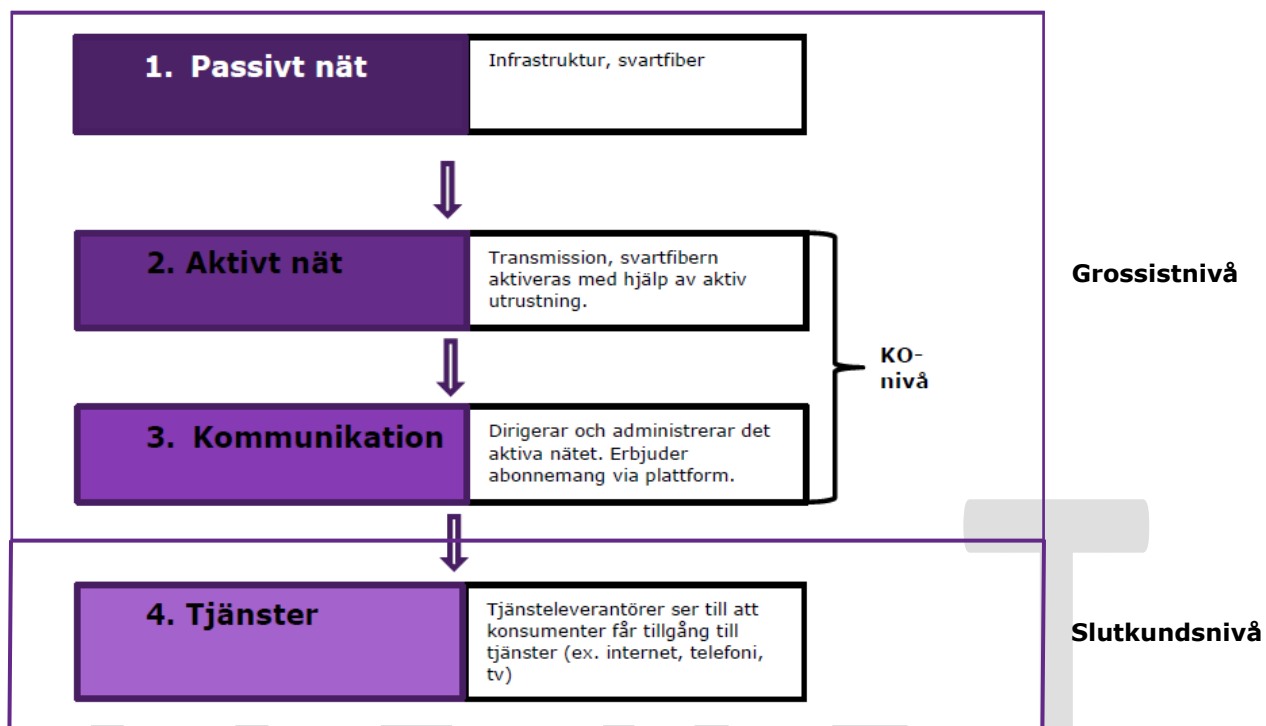 1. Passivt nät
Infrastruktur, svartfiber
2. Aktivt nät
Transmission, svartfibern
aktiveras med hjälp av aktiv
utrustning.
Grossistnivå
KO-
nivå
3. Kommunikation
Dirigerar och administrerar det
aktiva nätet. Erbjuder
abonnemang via plattform.
4. Tjänster
Tjänsteleverantörer ser till att
konsumenter får tillgång till
tjänster (ex. internet, telefoni,
tv)
Slutkundsnivå
T